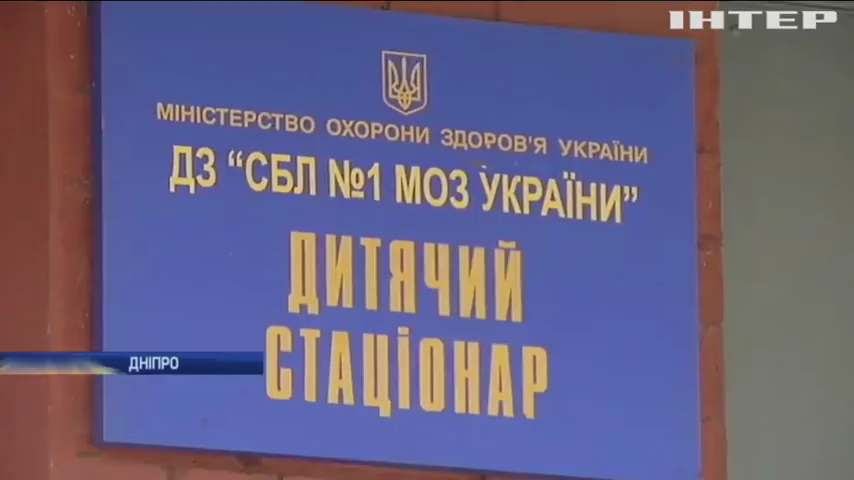 ІНТЕР
МІНІСТЕРСТВО ОХОРОНИ ЗДОРОВ'Я УКРАЇНИ
ДЗ “СБЛ №1 МОЗ УКРАЇНИ”
ДИТЯЧИЙ
СТАЦІОНАР
ДНІПРО